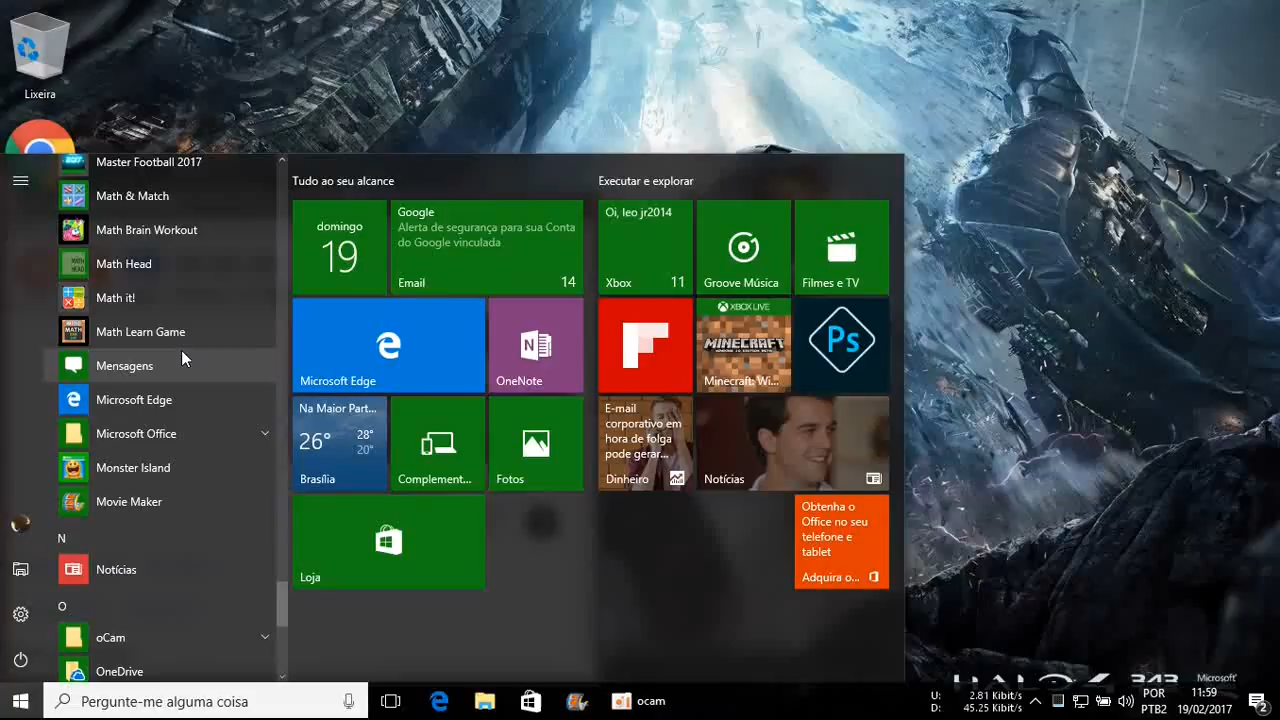 Lixeira
Master Football 2017
Math & Match
Math Brain Workout
Math Head
Math it!
Math Learn Game
Mensagens
Microsoft Edge
Microsoft Office
Monster Island
Movie Maker
N
Notícias
O
oCam
OneDrive
Tudo ao seu alcance
domingo
19
Google
Alerta de segurança para sua Conta
do Google vinculada
Email
14
Microsoft Edge
OneNote
Na Maior Part...
26°
28°
20°
Brasília
Complement...
Fotos
Loja
Executar e explorar
Oi, leo jr2014
Xbox
11
Groove Música
Filmes e TV
XBOX LIVE
MINECRAFT
Minecraft: Wi...
Ps
E-mail
corporativo em
hora de folga
pode gerar...
Dinheiro
Notícias
Obtenha o
Office no seu
telefone e
tablet
Adquira o...
HALO 4
343
Microsoft
Pergunte-me alguma coisa
ocam
U: 2.81 Kibit/s
D: 45.25 Kibit/s
POR
PTB2
11:59
19/02/2017
2